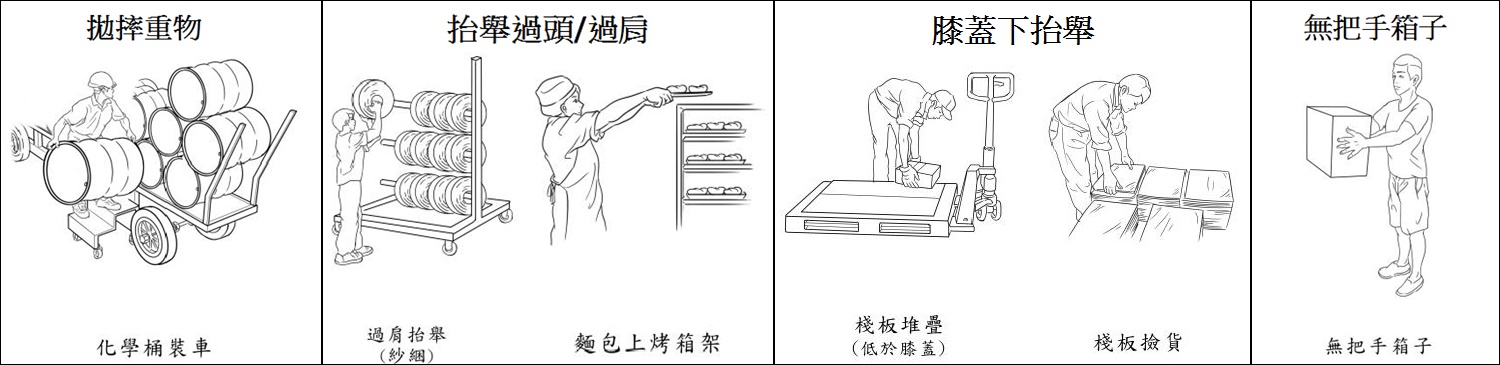 拋摔重物
抬舉過頭/過肩
膝蓋下抬舉
無把手箱子
化學桶裝車
過肩抬舉
(紗綑)
麵包上烤箱架
棧板堆疊
(低於膝蓋)
棧板撿貨
無把手箱子